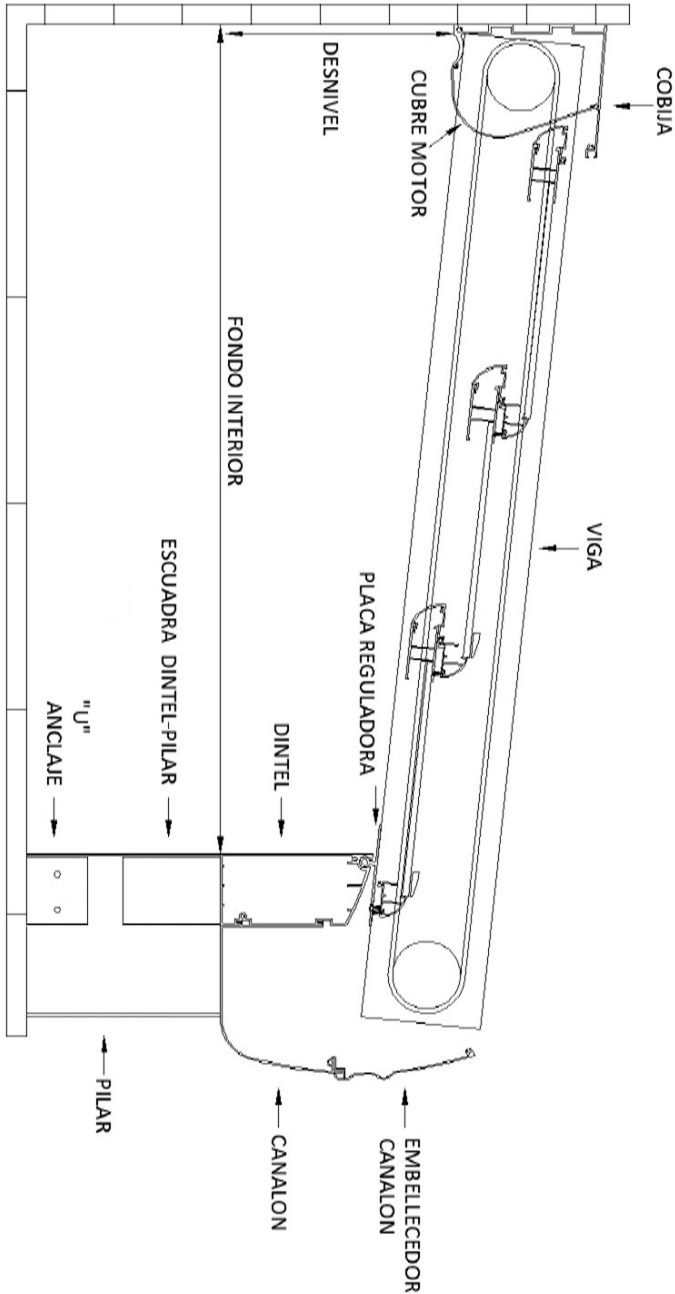 COBIJA
CUBRE MOTOR
DESNIVEL
VIGA
FONDO INTERIOR
PLACA REGULADORA
DINTEL
ESCUADRA DINTEL-PILAR
"U"
ANCLAJE
EMBELLECEDOR
CANALON
CANALON
PILAR